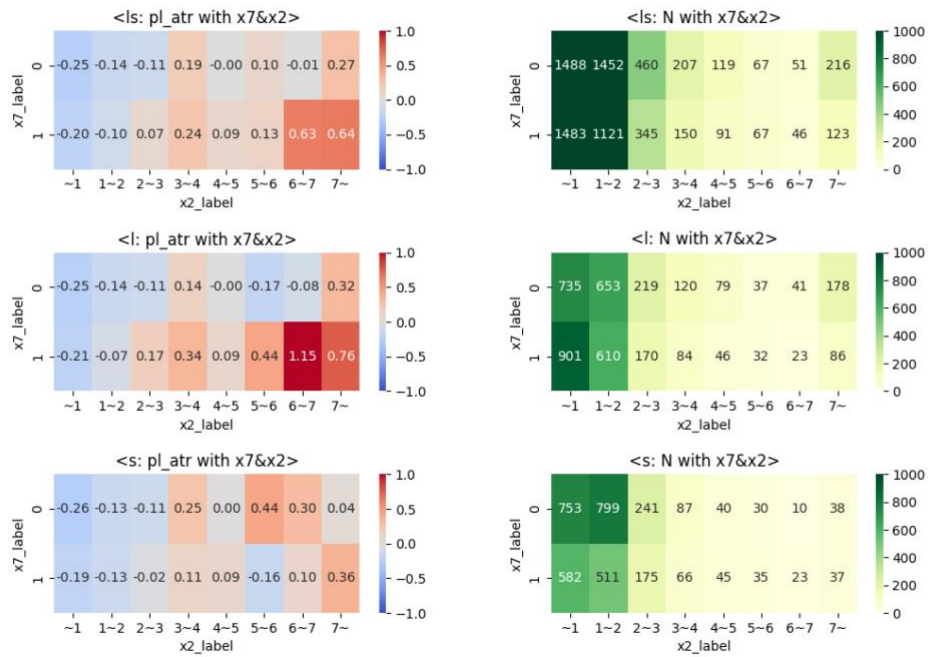 <ls: pl_atr with x7&x2>
x7_label
0
-0.25 -0.14 -0.11 0.19 -0.00 0.10 -0.01 0.27
1
-0.20 -0.10 0.07 0.24 0.09 0.13 0.63 0.64
~1 1~2 2~3 3~4 4~5 5~6 6~7 7~
x2_label
1.0
0.5
0.0
−0.5
−1.0
<ls: N with x7&x2>
x7_label
0
1488 1452 460 207 119 67 51 216
1
1483 1121 345 150 91 67 46 123
~1 1~2 2~3 3~4 4~5 5~6 6~7 7~
x2_label
1000
800
600
400
200
0
<l: pl_atr with x7&x2>
x7_label
0
-0.25 -0.14 -0.11 0.14 -0.00 -0.17 -0.08 0.32
1
-0.21 -0.07 0.17 0.34 0.09 0.44 1.15 0.76
~1 1~2 2~3 3~4 4~5 5~6 6~7 7~
x2_label
1.0
0.5
0.0
−0.5
−1.0
<l: N with x7&x2>
x7_label
0
735 653 219 120 79 37 41 178
1
901 610 170 84 46 32 23 86
~1 1~2 2~3 3~4 4~5 5~6 6~7 7~
x2_label
1000
800
600
400
200
0
<s: pl_atr with x7&x2>
x7_label
0
-0.26 -0.13 -0.11 0.25 0.00 0.44 0.30 0.04
1
-0.19 -0.13 -0.02 0.11 0.09 -0.16 0.10 0.36
~1 1~2 2~3 3~4 4~5 5~6 6~7 7~
x2_label
1.0
0.5
0.0
−0.5
−1.0
<s: N with x7&x2>
x7_label
0
753 799 241 87 40 30 10 38
1
582 511 175 66 45 35 23 37
~1 1~2 2~3 3~4 4~5 5~6 6~7 7~
x2_label
1000
800
600
400
200
0